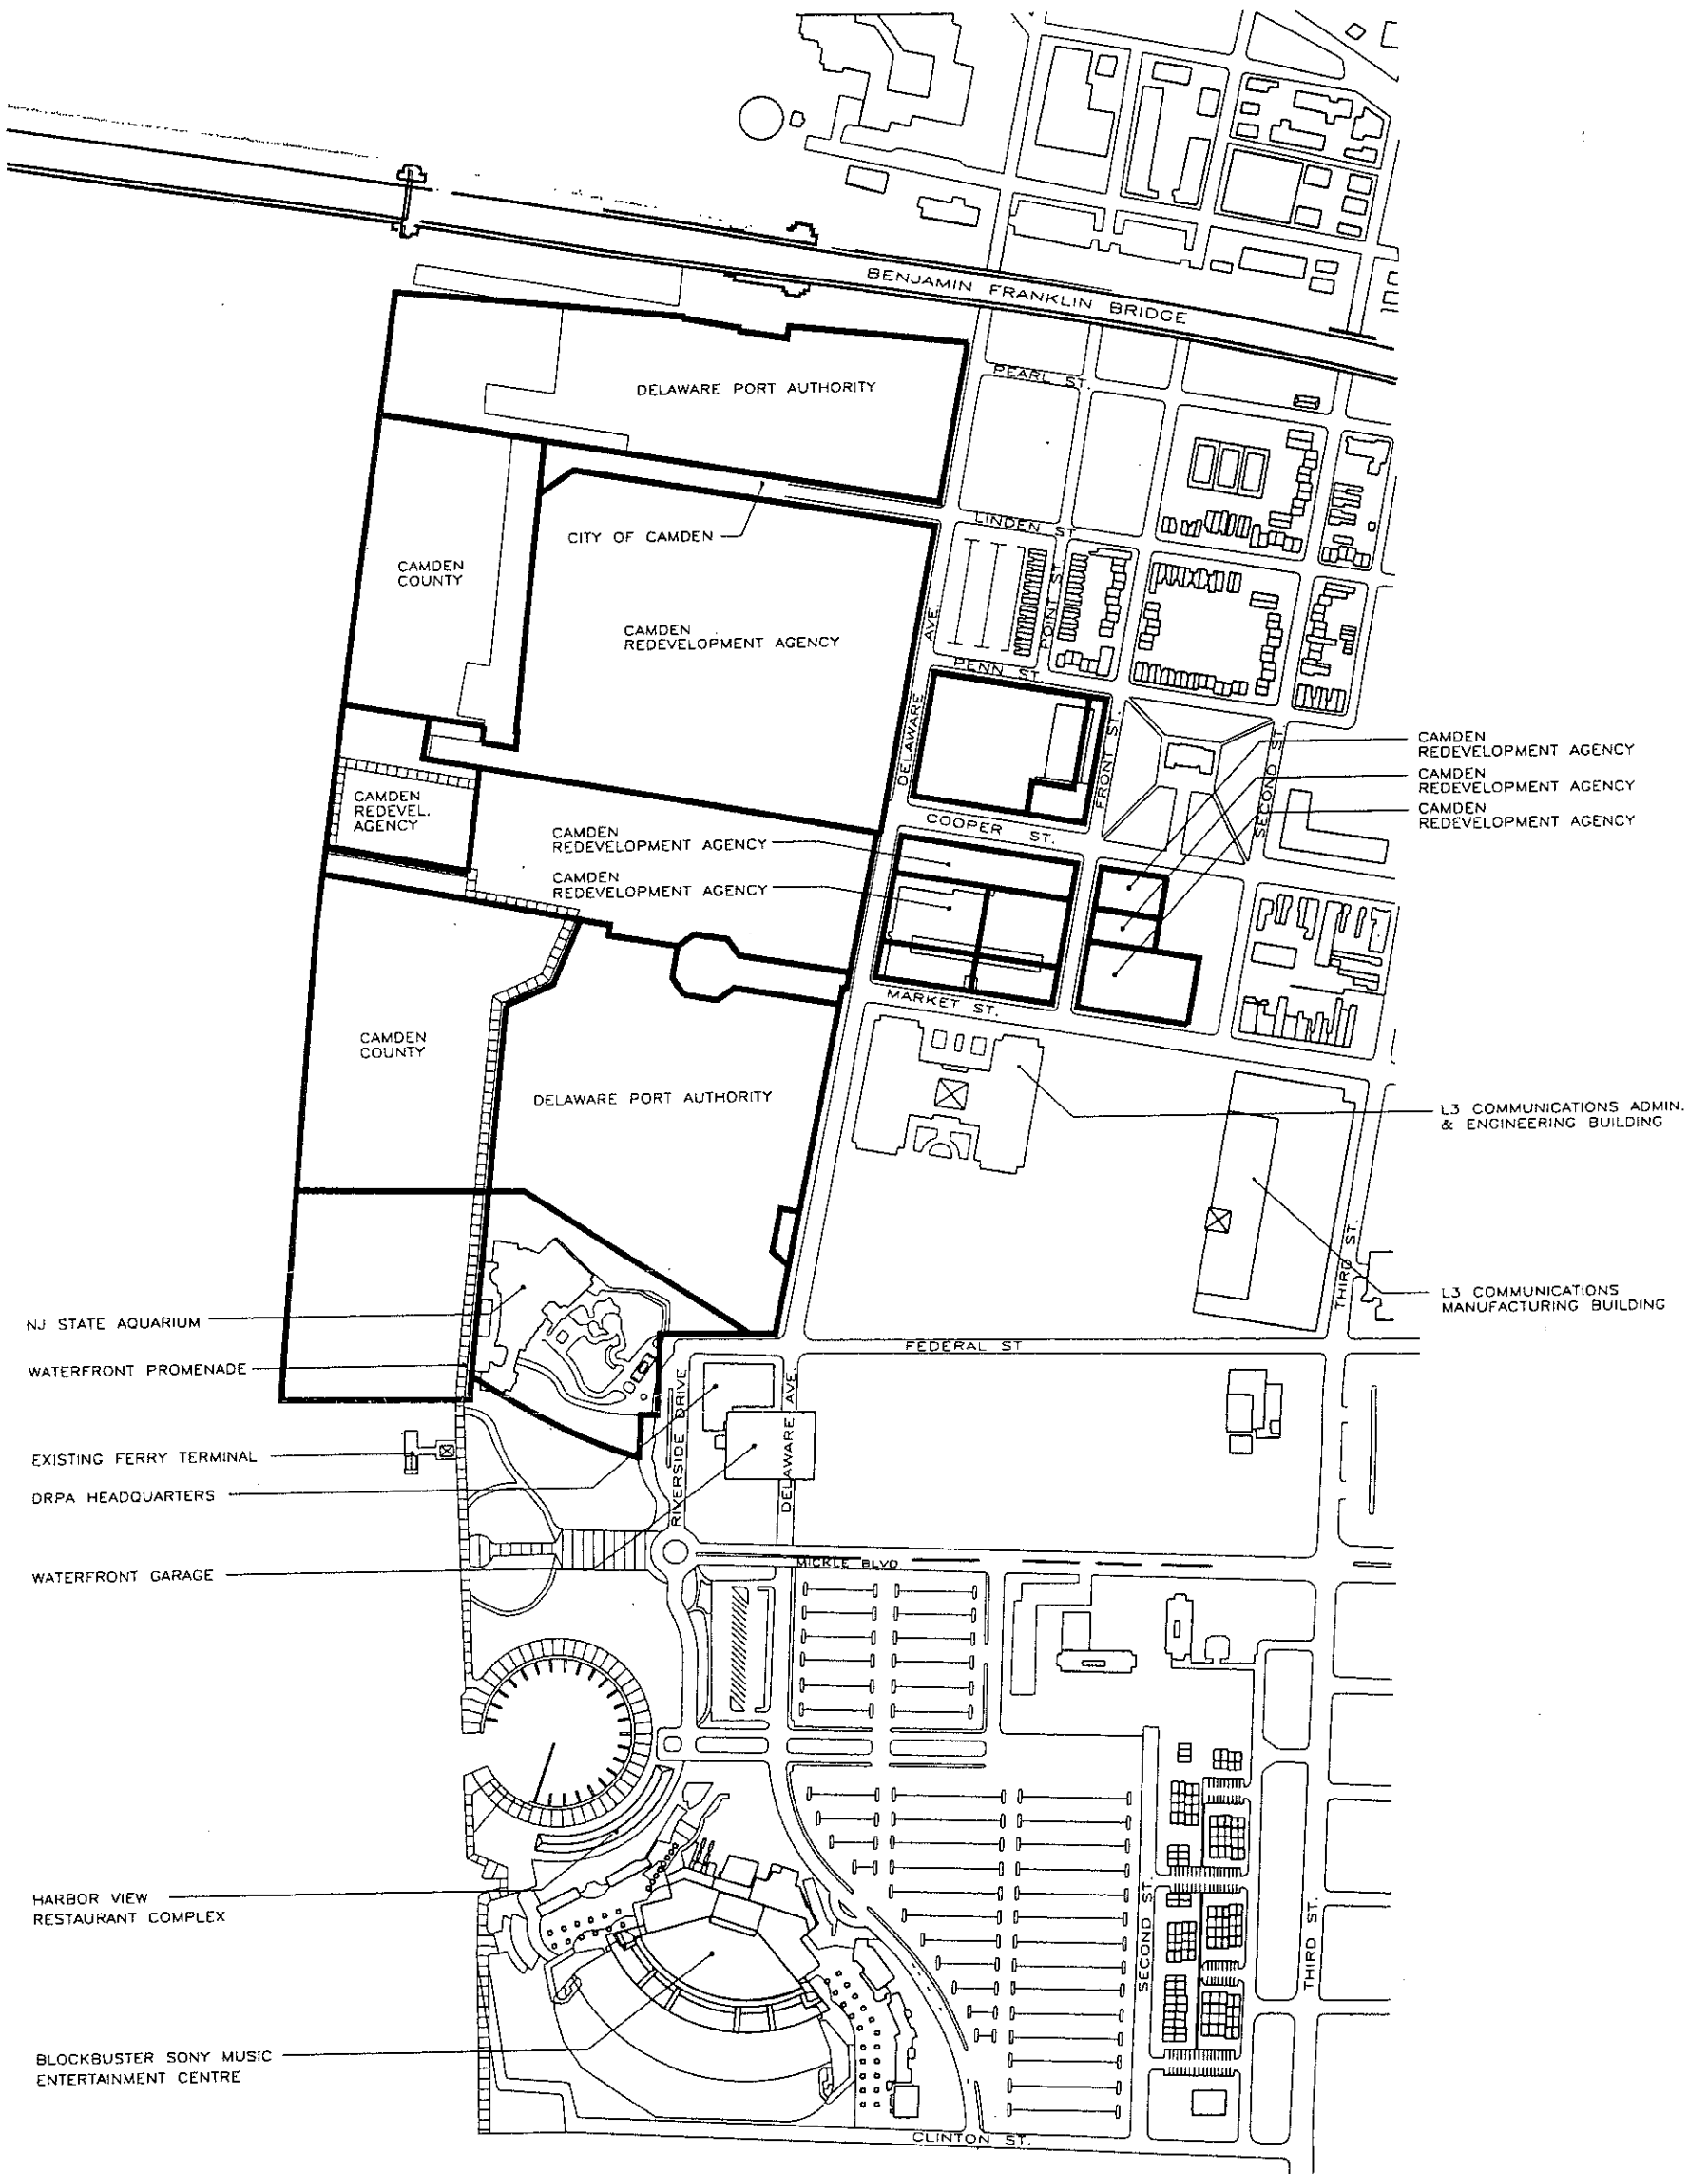 BENJAMIN FRANKLIN BRIDGE
PEARL ST.
DELAWARE PORT AUTHORITY
LINDEN ST.
CITY OF CAMDEN
CAMDEN
COUNTY
POINT ST.
CAMDEN
REDEVELOPMENT AGENCY
DELAWARE AVE.
PENN ST.
FRONT ST.
SECOND ST.
CAMDEN
REDEVELOPMENT AGENCY
CAMDEN
REDEVELOPMENT AGENCY
CAMDEN
REDEVELOPMENT AGENCY
CAMDEN
REDEVEL.
AGENCY
COOPER ST.
CAMDEN
REDEVELOPMENT AGENCY
CAMDEN
REDEVELOPMENT AGENCY
MARKET ST.
CAMDEN
COUNTY
DELAWARE PORT AUTHORITY
L3 COMMUNICATIONS ADMIN.
& ENGINEERING BUILDING
THIRD ST.
L3 COMMUNICATIONS
MANUFACTURING BUILDING
NJ STATE AQUARIUM
FEDERAL ST
WATERFRONT PROMENADE
RIVERSIDE DRIVE
DELAWARE AVE.
EXISTING FERRY TERMINAL
DRPA HEADQUARTERS
MICKLE BLVD
WATERFRONT GARAGE
HARBOR VIEW
RESTAURANT COMPLEX
SECOND ST.
THIRD ST.
BLOCKBUSTER SONY MUSIC
ENTERTAINMENT CENTRE
CLINTON ST.